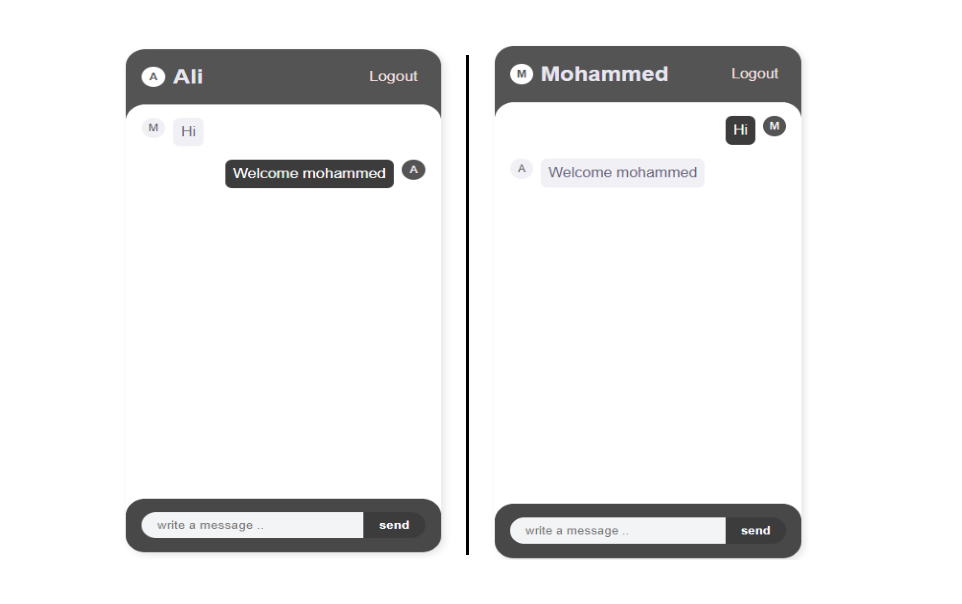 A Ali Logout
M Hi
Welcome mohammed A
write a message .. send
M Mohammed Logout
Hi M
A Welcome mohammed
write a message .. send